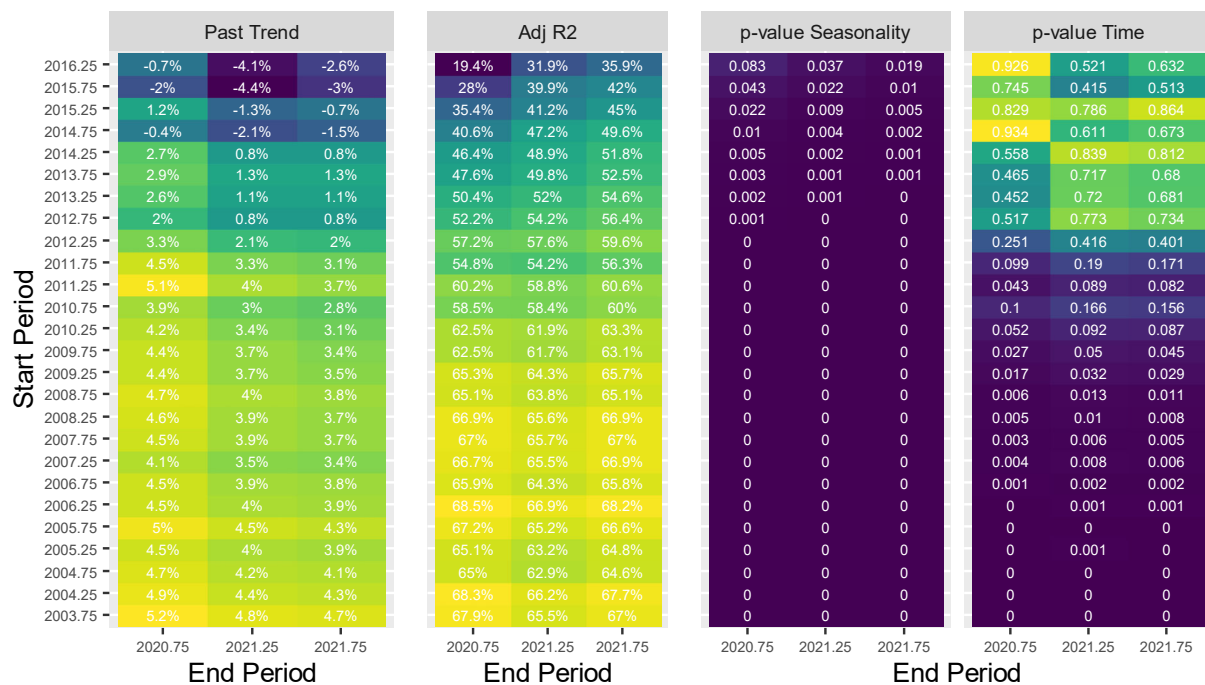 Past Trend Adj R2 p-value Seasonality p-value Time
2016.25 -0.7% -4.1% -2.6% 19.4% 31.9% 35.9% 0.083 0.037 0.019 0.926 0.521 0.632
2015.75 -2% -4.4% -3% 28% 39.9% 42% 0.043 0.022 0.01 0.745 0.415 0.513
2015.25 1.2% -1.3% -0.7% 35.4% 41.2% 45% 0.022 0.009 0.005 0.829 0.786 0.864
2014.75 -0.4% -2.1% -1.5% 40.6% 47.2% 49.6% 0.01 0.004 0.002 0.934 0.611 0.673
2014.25 2.7% 0.8% 0.8% 46.4% 48.9% 51.8% 0.005 0.002 0.001 0.558 0.839 0.812
2013.75 2.9% 1.3% 1.3% 47.6% 49.8% 52.5% 0.003 0.001 0.001 0.465 0.717 0.68
2013.25 2.6% 1.1% 1.1% 50.4% 52% 54.6% 0.002 0.001 0 0.452 0.72 0.681
2012.75 2% 0.8% 0.8% 52.2% 54.2% 56.4% 0.001 0 0 0.517 0.773 0.734
2012.25 3.3% 2.1% 2% 57.2% 57.6% 59.6% 0 0 0 0.251 0.416 0.401
2011.75 4.5% 3.3% 3.1% 54.8% 54.2% 56.3% 0 0 0 0.099 0.19 0.171
2011.25 5.1% 4% 3.7% 60.2% 58.8% 60.6% 0 0 0 0.043 0.089 0.082
2010.75 3.9% 3% 2.8% 58.5% 58.4% 60% 0 0 0 0.1 0.166 0.156
2010.25 4.2% 3.4% 3.1% 62.5% 61.9% 63.3% 0 0 0 0.052 0.092 0.087
2009.75 4.4% 3.7% 3.4% 62.5% 61.7% 63.1% 0 0 0 0.027 0.05 0.045
2009.25 4.4% 3.7% 3.5% 65.3% 64.3% 65.7% 0 0 0 0.017 0.032 0.029
2008.75 4.7% 4% 3.8% 65.1% 63.8% 65.1% 0 0 0 0.006 0.013 0.011
2008.25 4.6% 3.9% 3.7% 66.9% 65.6% 66.9% 0 0 0 0.005 0.01 0.008
2007.75 4.5% 3.9% 3.7% 67% 65.7% 67% 0 0 0 0.003 0.006 0.005
2007.25 4.1% 3.5% 3.4% 66.7% 65.5% 66.9% 0 0 0 0.004 0.008 0.006
2006.75 4.5% 3.9% 3.8% 65.9% 64.3% 65.8% 0 0 0 0.001 0.002 0.002
2006.25 4.5% 4% 3.9% 68.5% 66.9% 68.2% 0 0 0 0 0.001 0.001
2005.75 5% 4.5% 4.3% 67.2% 65.2% 66.6% 0 0 0 0 0 0
2005.25 4.5% 4% 3.9% 65.1% 63.2% 64.8% 0 0 0 0 0.001 0
2004.75 4.7% 4.2% 4.1% 65% 62.9% 64.6% 0 0 0 0 0 0
2004.25 4.9% 4.4% 4.3% 68.3% 66.2% 67.7% 0 0 0 0 0 0
2003.75 5.2% 4.8% 4.7% 67.9% 65.5% 67% 0 0 0 0 0 0
Start Period
2020.75 2021.25 2021.75 2020.75 2021.25 2021.75 2020.75 2021.25 2021.75 2020.75 2021.25 2021.75
End Period End Period End Period